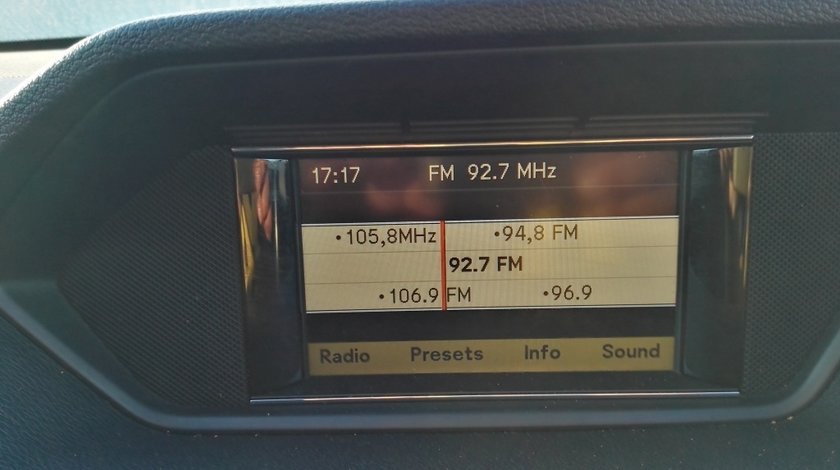 17:17 FM 92.7 MHz
•105,8MHz •94,8 FM
92.7 FM
•106.9 FM •96.9
Radio Presets Info Sound